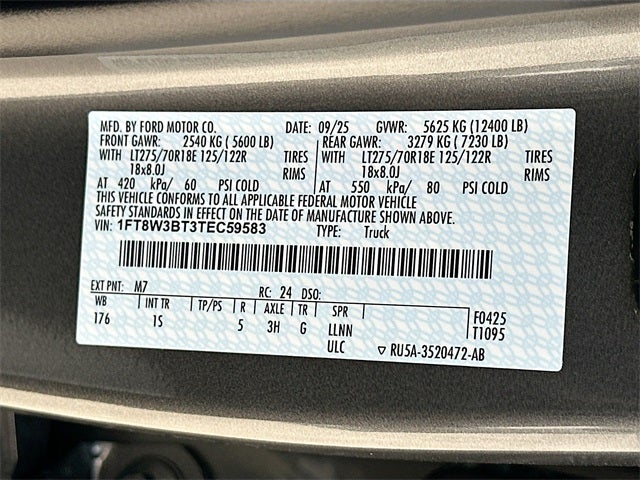 MFD. BY FORD MOTOR CO. DATE: 09/25 GVWR: 5625 KG (12400 LB)
FRONT GAWR: 2540 KG (5600 LB) REAR GAWR: 3279 KG (7230 LB)
WITH LT275/70R18E 125/122R TIRES WITH LT275/70R18E 125/122R TIRES
18x8.0J RIMS 18x8.0J RIMS
AT 420 kPa/ 60 PSI COLD AT 550 kPa/ 80 PSI COLD
THIS VEHICLE CONFORMS TO ALL APPLICABLE FEDERAL MOTOR VEHICLE
SAFETY STANDARDS IN EFFECT ON THE DATE OF MANUFACTURE SHOWN ABOVE.
VIN: 1FT8W3BT3TEC59583 TYPE: Truck
EXT PNT: M7 RC: 24 DSO:
WB INT TR TP/PS R AXLE TR SPR F0425
176 1S 5 3H G LLNN T1095
ULC RU5A-3520472-AB